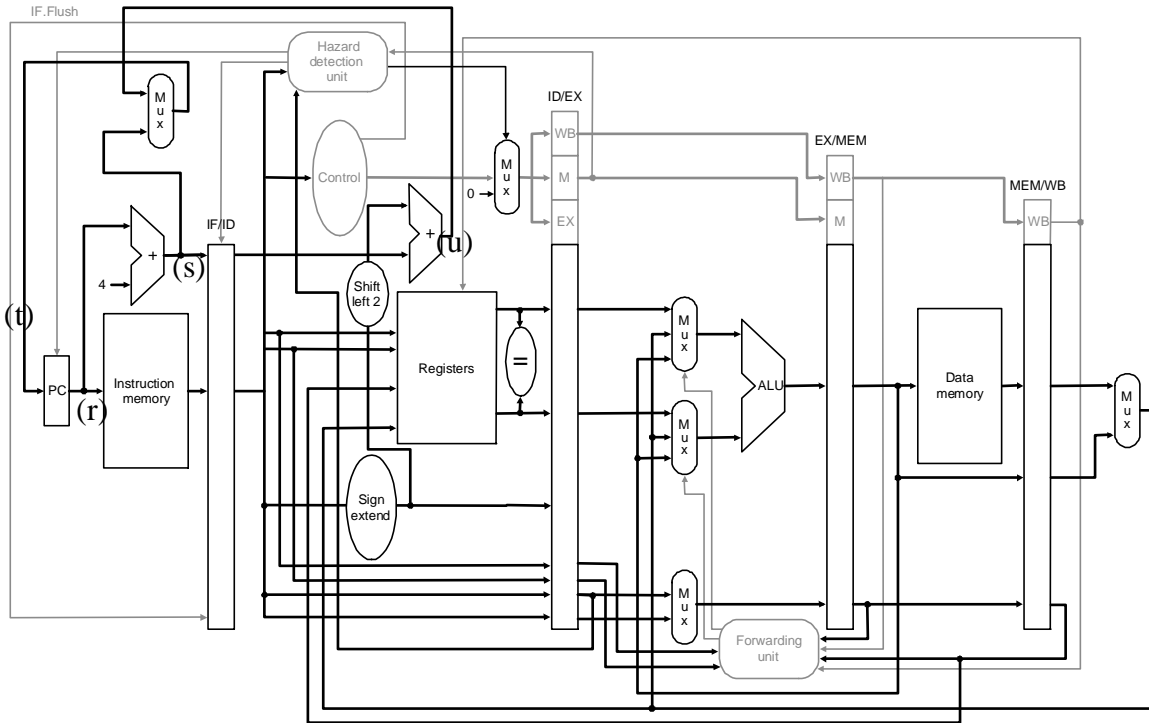 IF.Flush
Hazard
detection
unit
M
u
x
ID/EX
WB
M
EX
Control
0
M
u
x
EX/MEM
WB
M
MEM/WB
WB
IF/ID
+
(s)
4
+
(u)
Shift
left 2
(t)
PC
(r)
Instruction
memory
Registers
=
M
u
x
M
u
x
ALU
Data
memory
M
u
x
Sign
extend
M
u
x
Forwarding
unit